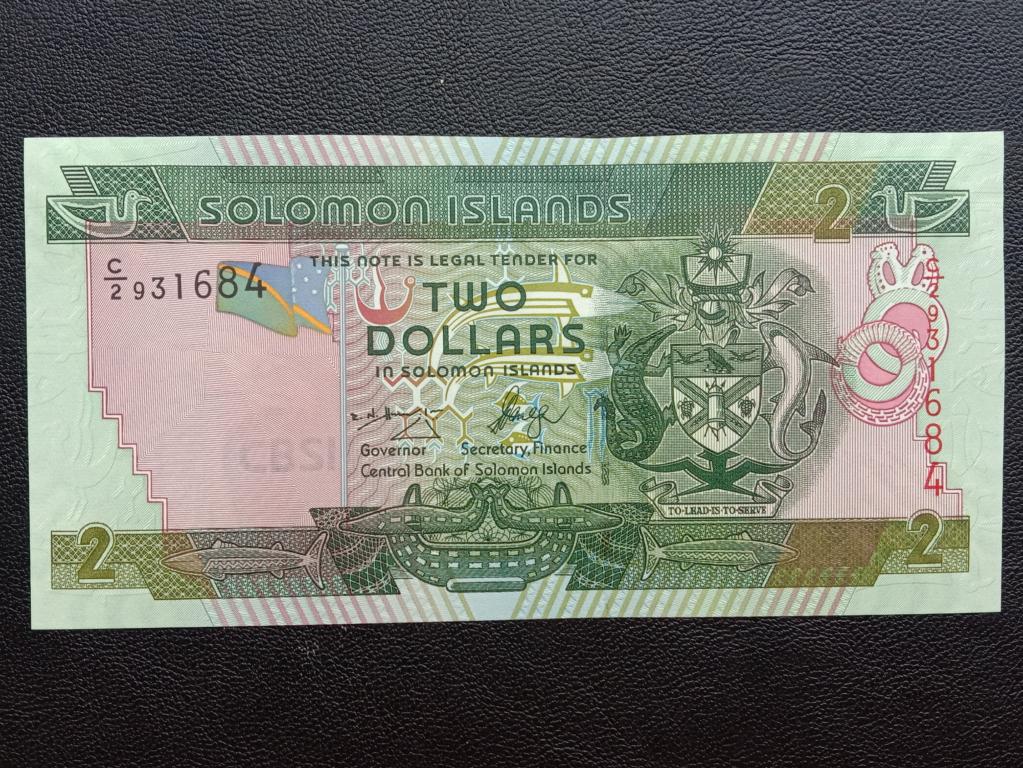 SOLOMON ISLANDS
2
C/2 931684
THIS NOTE IS LEGAL TENDER FOR
TWO
DOLLARS
IN SOLOMON ISLANDS
Governor Secretary, Finance
Central Bank of Solomon Islands
CBSI
C/2 931684
TO·LEAD·IS·TO·SERVE
2
2